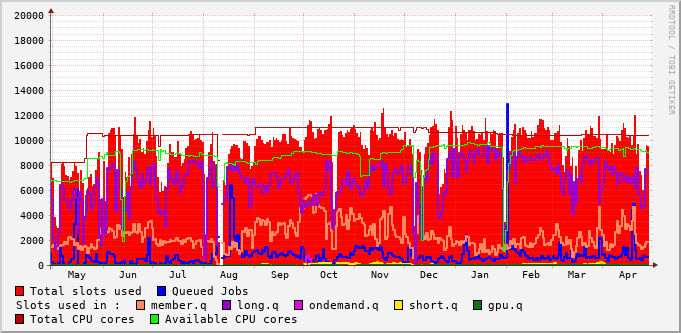 20000
18000
16000
14000
12000
10000
8000
6000
4000
2000
0
May Jun Jul Aug Sep Oct Nov Dec Jan Feb Mar Apr
Total slots used Queued Jobs
Slots used in : member.q long.q ondemand.q short.q gpu.q
Total CPU cores Available CPU cores
RRDTOOL / TOBI OETIKER